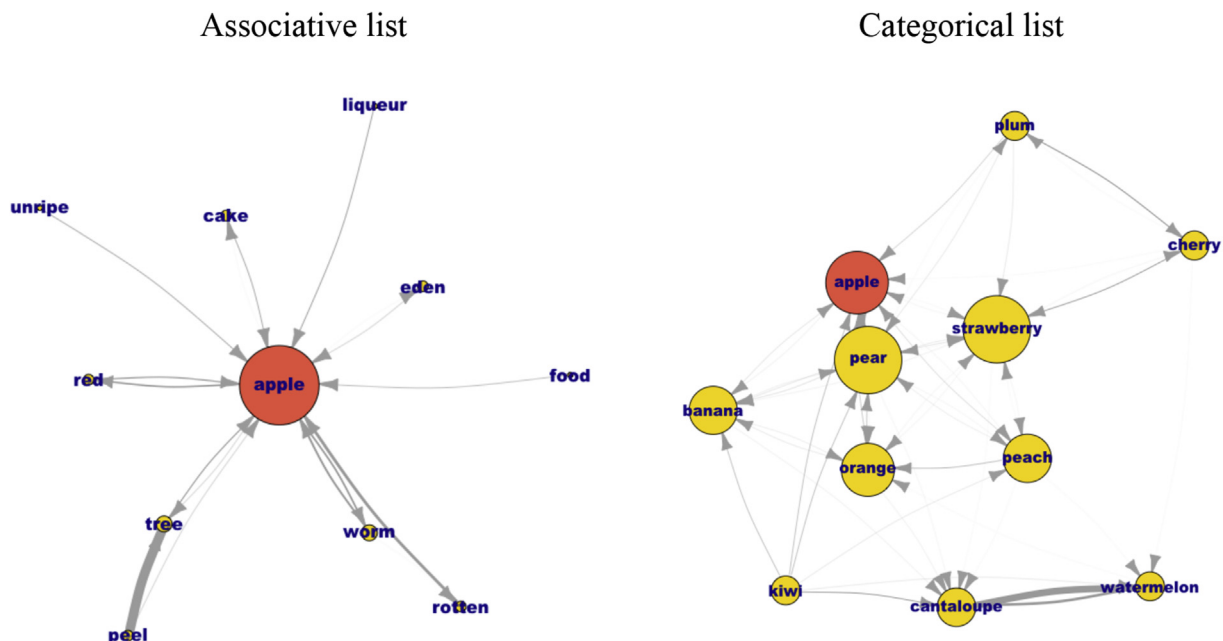 Associative list
liqueur
unripe
cake
eden
red
apple
food
tree
worm
peel
rotten
Categorical list
plum
cherry
apple
strawberry
pear
banana
orange
peach
kiwi
cantaloupe
watermelon